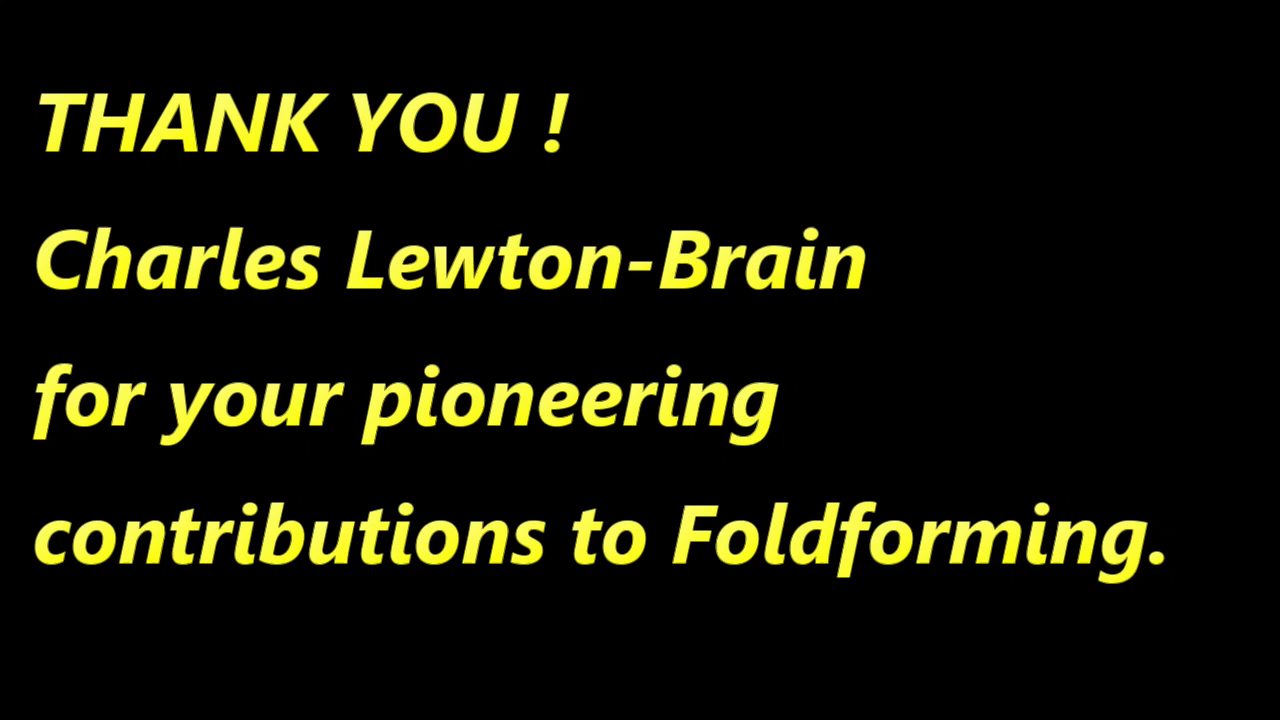 THANK YOU !
Charles Lewton-Brain
for your pioneering
contributions to Foldforming.